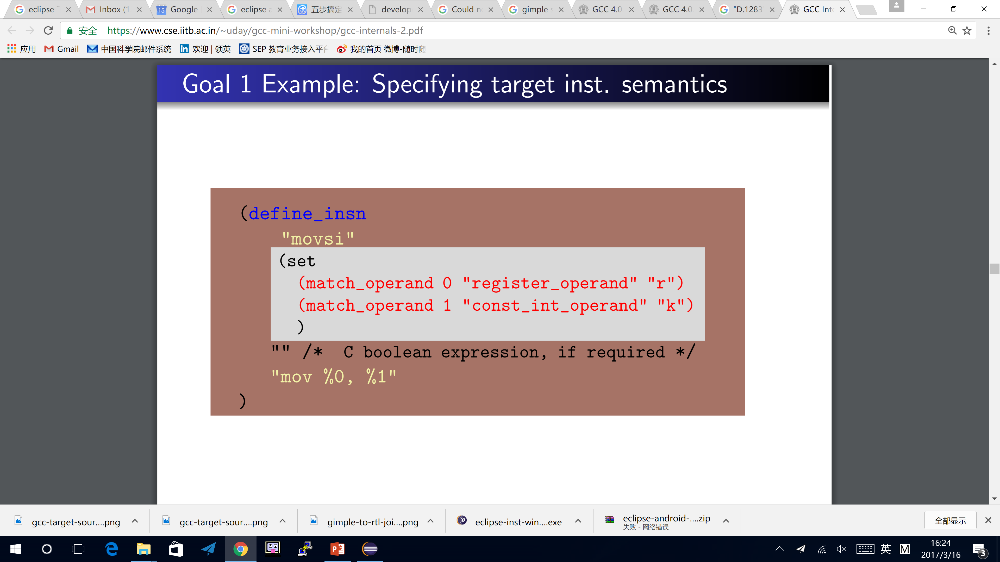 eclipse T
Inbox (1
15 Google
eclipse a
五步搞定
develop
Could n
gimple s
GCC 4.0
GCC 4.0
"D.1283
GCC Inte
安全 https://www.cse.iitb.ac.in/~uday/gcc-mini-workshop/gcc-internals-2.pdf
应用 Gmail 中国科学院邮件系统 欢迎 | 领英 SEP 教育业务接入平台 我的首页 微博-随时随
Goal 1 Example: Specifying target inst. semantics
(define_insn
"movsi"
(set
(match_operand 0 "register_operand" "r")
(match_operand 1 "const_int_operand" "k")
)
"" /* C boolean expression, if required */
"mov %0, %1"
)
gcc-target-sour....png
gcc-target-sour....png
gimple-to-rtl-joi....png
eclipse-inst-win....exe
eclipse-android-....zip
失败 - 网络错误
全部显示
英 M
16:24
2017/3/16
3